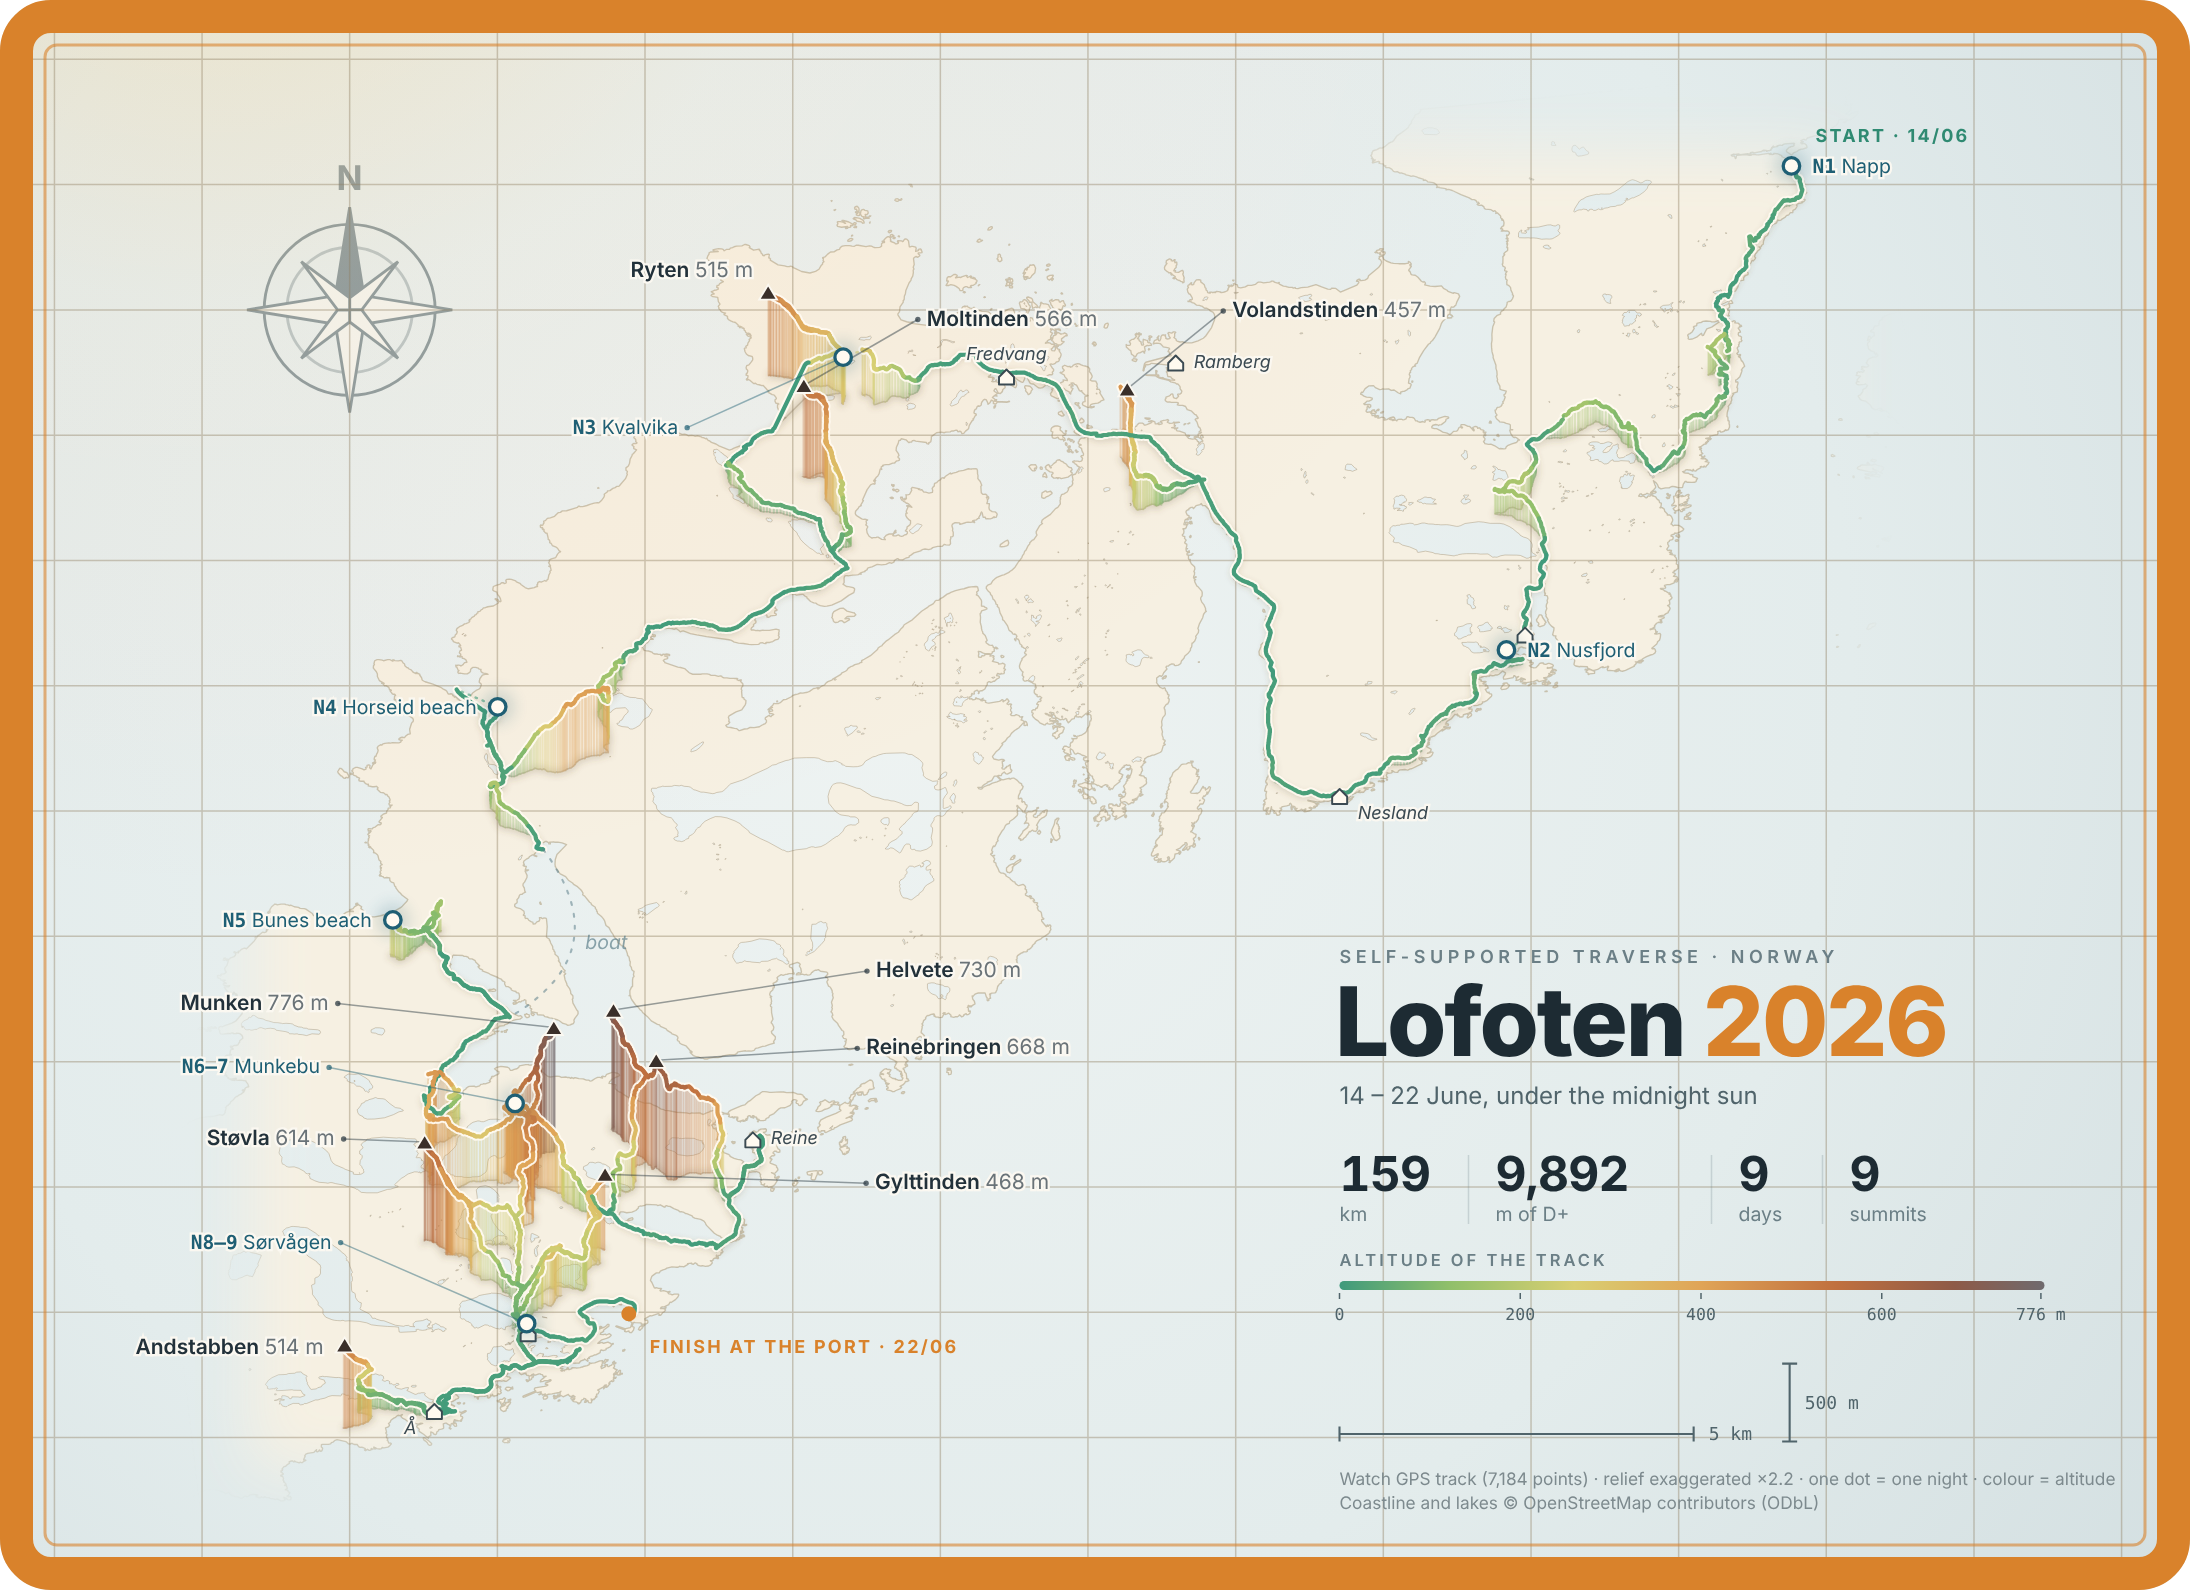 START · 14/06
N1 Napp
N
Ryten 515 m
Moltinden 566 m
Volandstinden 457 m
Fredvang
Ramberg
N3 Kvalvika
N2 Nusfjord
N4 Horseid beach
Nesland
N5 Bunes beach
boat
Helvete 730 m
Munken 776 m
Reinebringen 668 m
N6–7 Munkebu
Støvla 614 m
Reine
Gylttinden 468 m
N8–9 Sørvågen
Andstabben 514 m
FINISH AT THE PORT · 22/06
Å
SELF-SUPPORTED TRAVERSE · NORWAY
Lofoten 2026
14 – 22 June, under the midnight sun
159 9,892 9 9
km m of D+ days summits
ALTITUDE OF THE TRACK
0 200 400 600 776 m
500 m
5 km
Watch GPS track (7,184 points) · relief exaggerated ×2.2 · one dot = one night · colour = altitude
Coastline and lakes © OpenStreetMap contributors (ODbL)